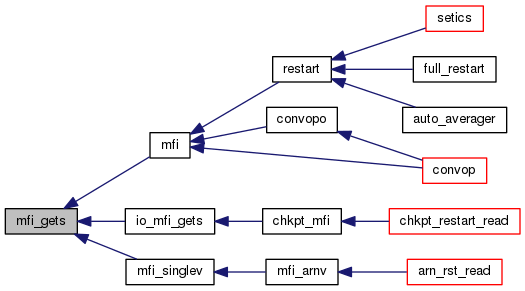 setics
restart
full_restart
auto_averager
convopo
mfi
convop
mfi_gets
io_mfi_gets
chkpt_mfi
chkpt_restart_read
mfi_singlev
mfi_arnv
arn_rst_read